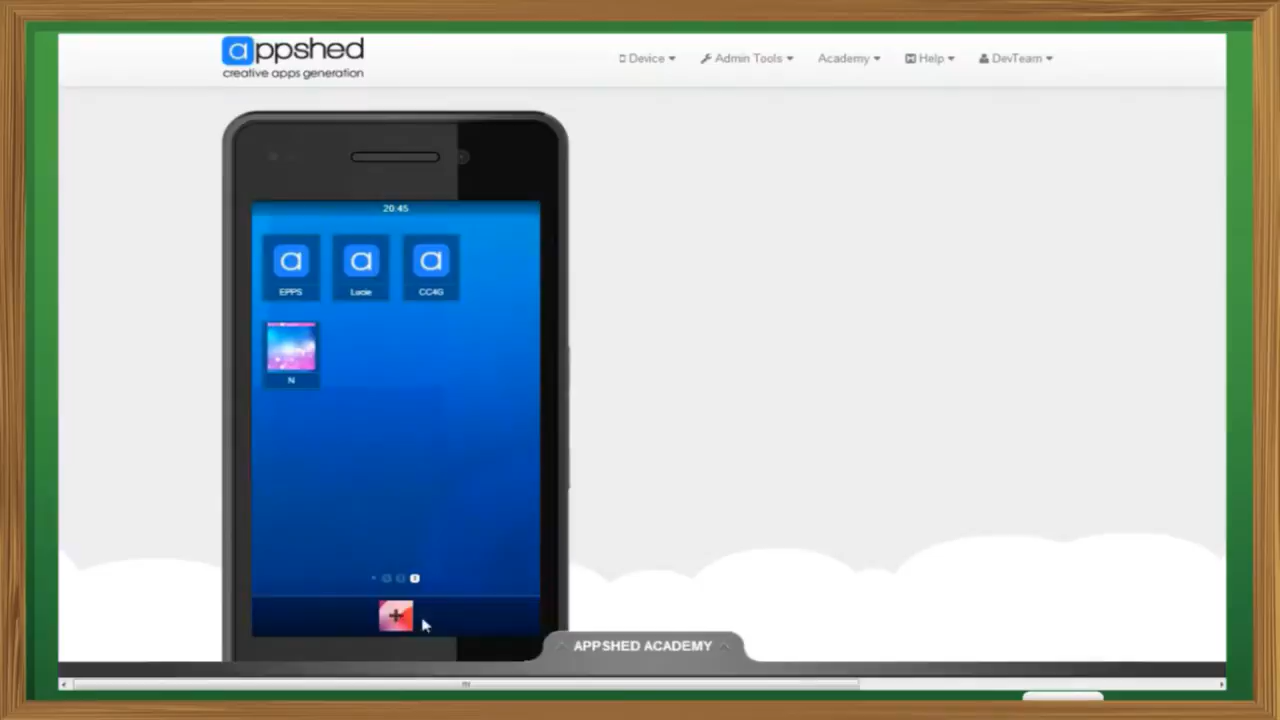 appshed
creative apps generation
Device
Admin Tools
Academy
Help
DevTeam
20:45
EPPS
Lucie
CC4G
N
APPSHED ACADEMY